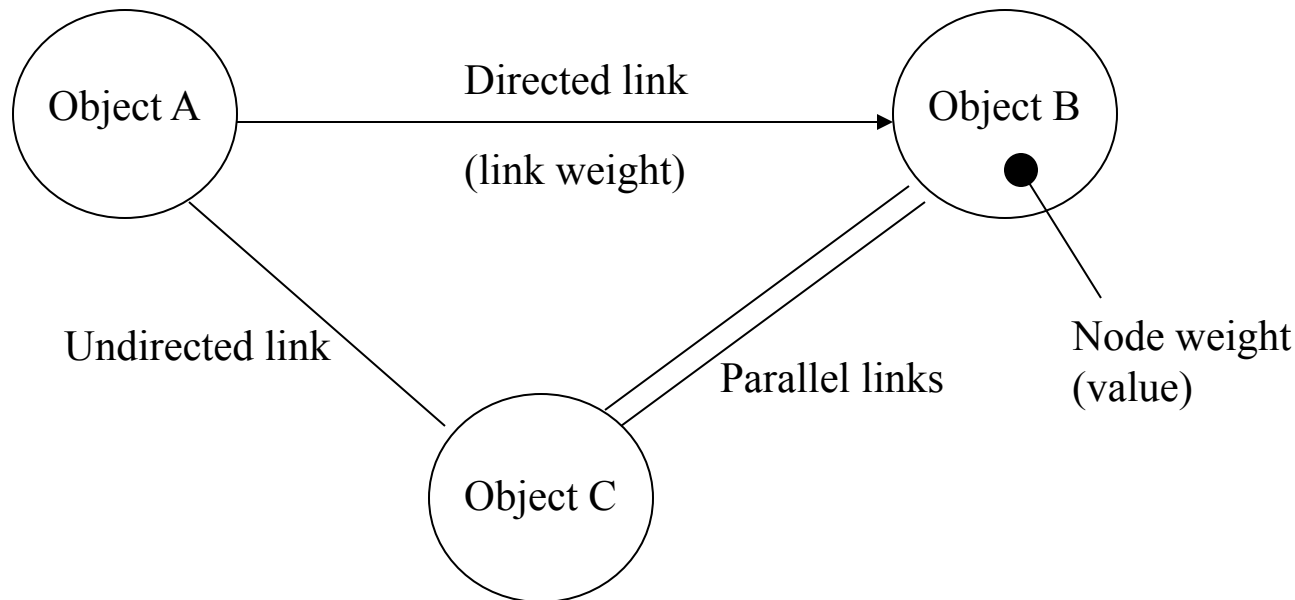 Object A
Directed link
(link weight)
Object B
Undirected link
Parallel links
Node weight
(value)
Object C